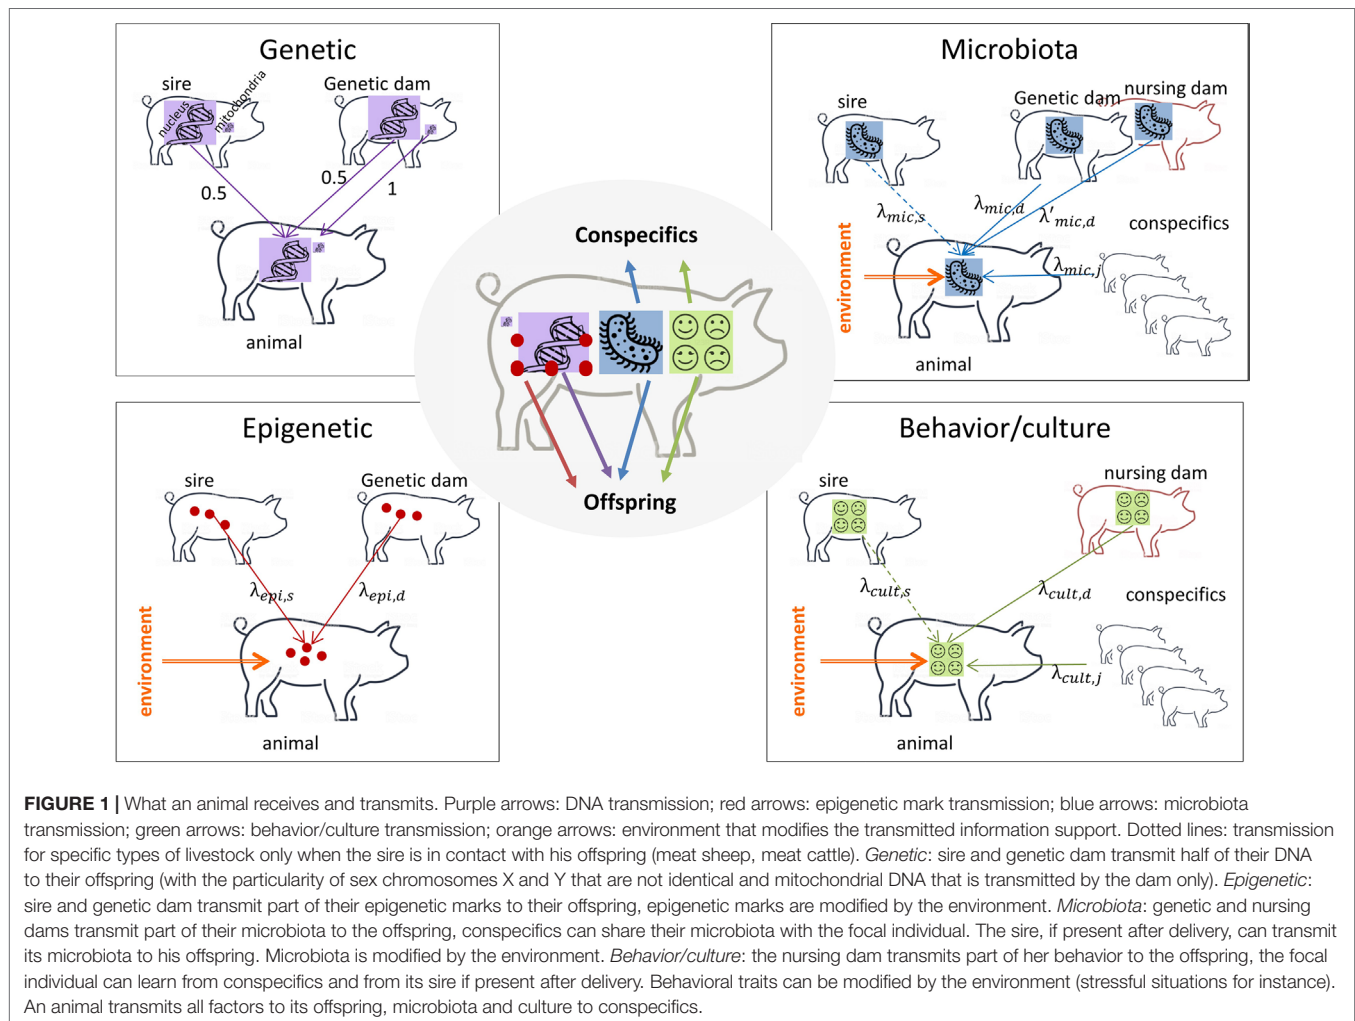 Genetic
sire
Genetic dam
nucleus
mitochondria
0.5
0.5
1
animal
Microbiota
sire
Genetic dam
nursing dam
λmic,s
λmic,d
λ′mic,d
conspecifics
λmic,j
environment
animal
Conspecifics
Offspring
Epigenetic
sire
Genetic dam
λepi,s
λepi,d
environment
animal
Behavior/culture
sire
nursing dam
λcult,s
λcult,d
conspecifics
λcult,j
environment
animal
FIGURE 1 | What an animal receives and transmits. Purple arrows: DNA transmission; red arrows: epigenetic mark transmission; blue arrows: microbiota
transmission; green arrows: behavior/culture transmission; orange arrows: environment that modifies the transmitted information support. Dotted lines: transmission
for specific types of livestock only when the sire is in contact with his offspring (meat sheep, meat cattle). Genetic: sire and genetic dam transmit half of their DNA
to their offspring (with the particularity of sex chromosomes X and Y that are not identical and mitochondrial DNA that is transmitted by the dam only). Epigenetic:
sire and genetic dam transmit part of their epigenetic marks to their offspring, epigenetic marks are modified by the environment. Microbiota: genetic and nursing
dams transmit part of their microbiota to the offspring, conspecifics can share their microbiota with the focal individual. The sire, if present after delivery, can transmit
its microbiota to his offspring. Microbiota is modified by the environment. Behavior/culture: the nursing dam transmits part of her behavior to the offspring, the focal
individual can learn from conspecifics and from its sire if present after delivery. Behavioral traits can be modified by the environment (stressful situations for instance).
An animal transmits all factors to its offspring, microbiota and culture to conspecifics.